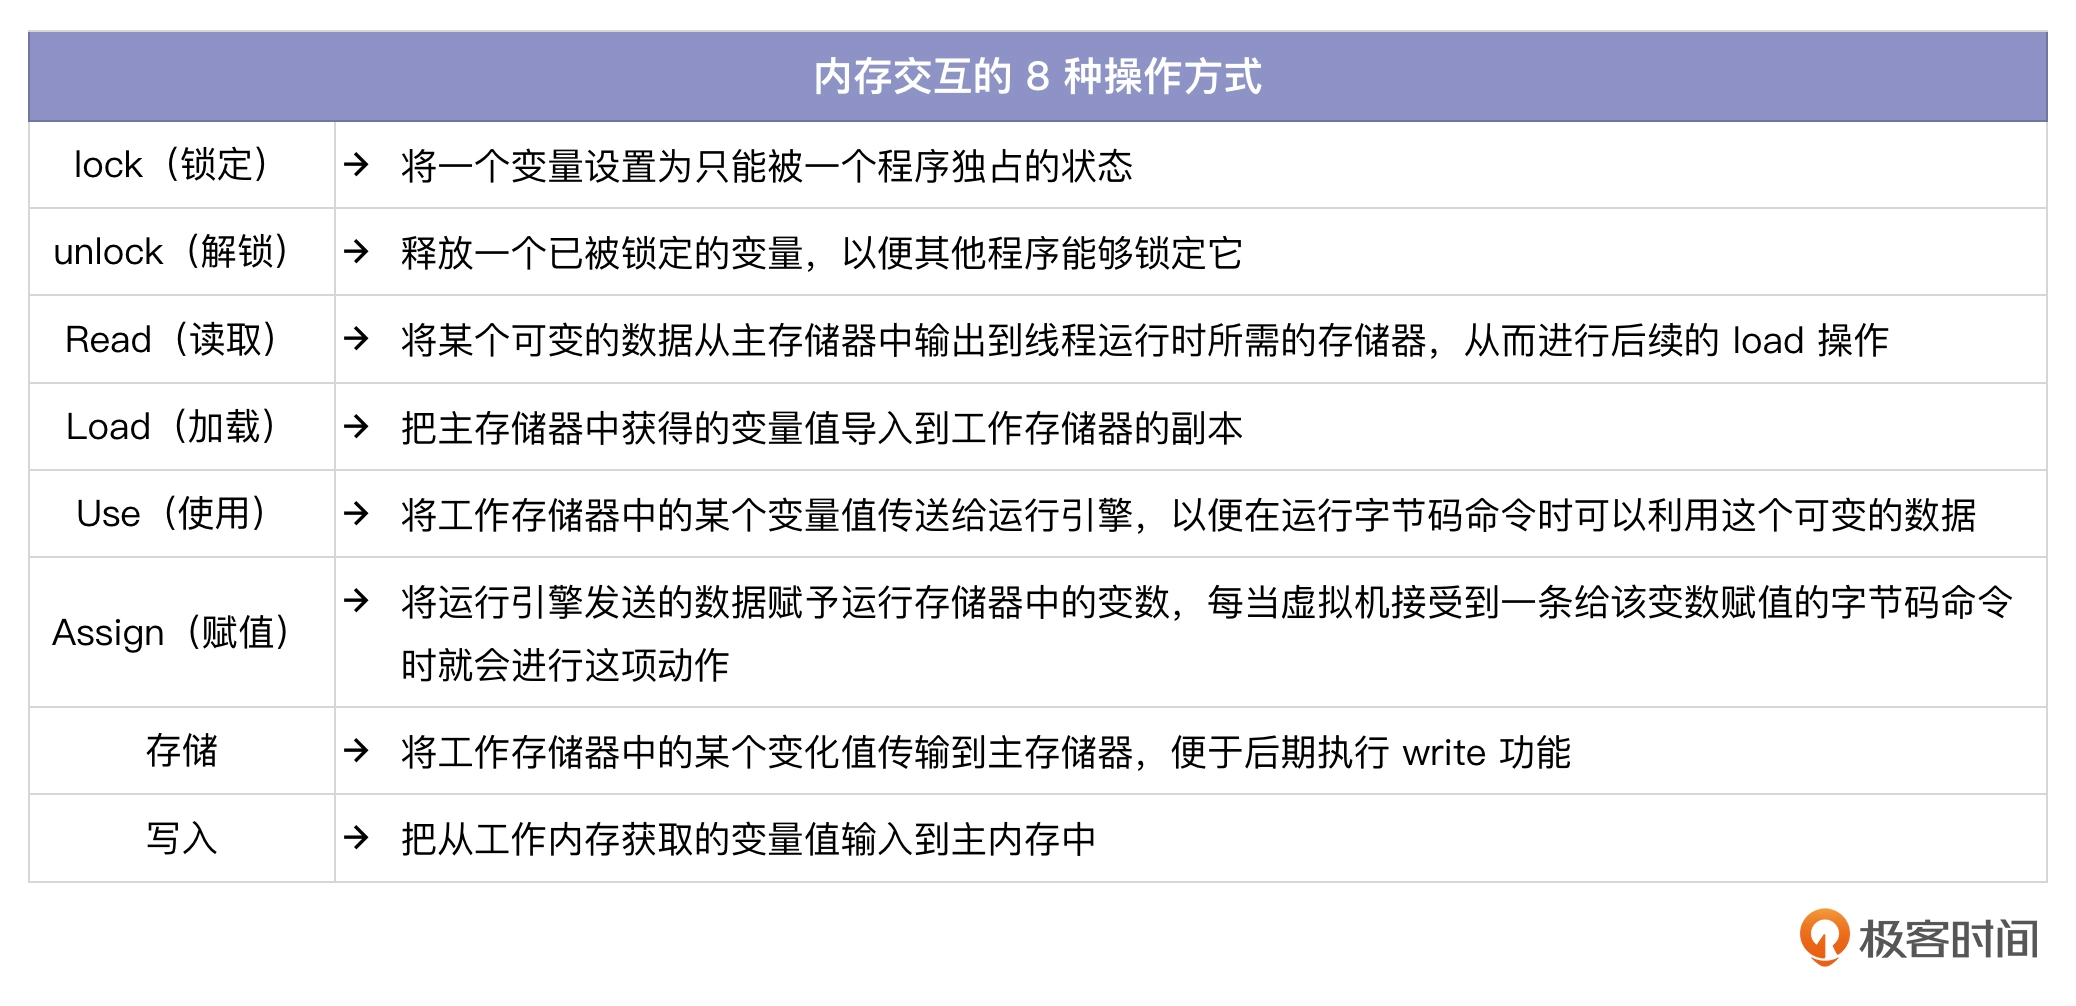 内存交互的 8 种操作方式
lock（锁定）
→ 将一个变量设置为只能被一个程序独占的状态
unlock（解锁）
→ 释放一个已被锁定的变量，以便其他程序能够锁定它
Read（读取）
→ 将某个可变的数据从主存储器中输出到线程运行时所需的存储器，从而进行后续的 load 操作
Load（加载）
→ 把主存储器中获得的变量值导入到工作存储器的副本
Use（使用）
→ 将工作存储器中的某个变量值传送给运行引擎，以便在运行字节码命令时可以利用这个可变的数据
Assign（赋值）
→ 将运行引擎发送的数据赋予运行存储器中的变数，每当虚拟机接受到一条给该变数赋值的字节码命令
时就会进行这项动作
存储
→ 将工作存储器中的某个变化值传输到主存储器，便于后期执行 write 功能
写入
→ 把从工作内存获取的变量值输入到主内存中
极客时间